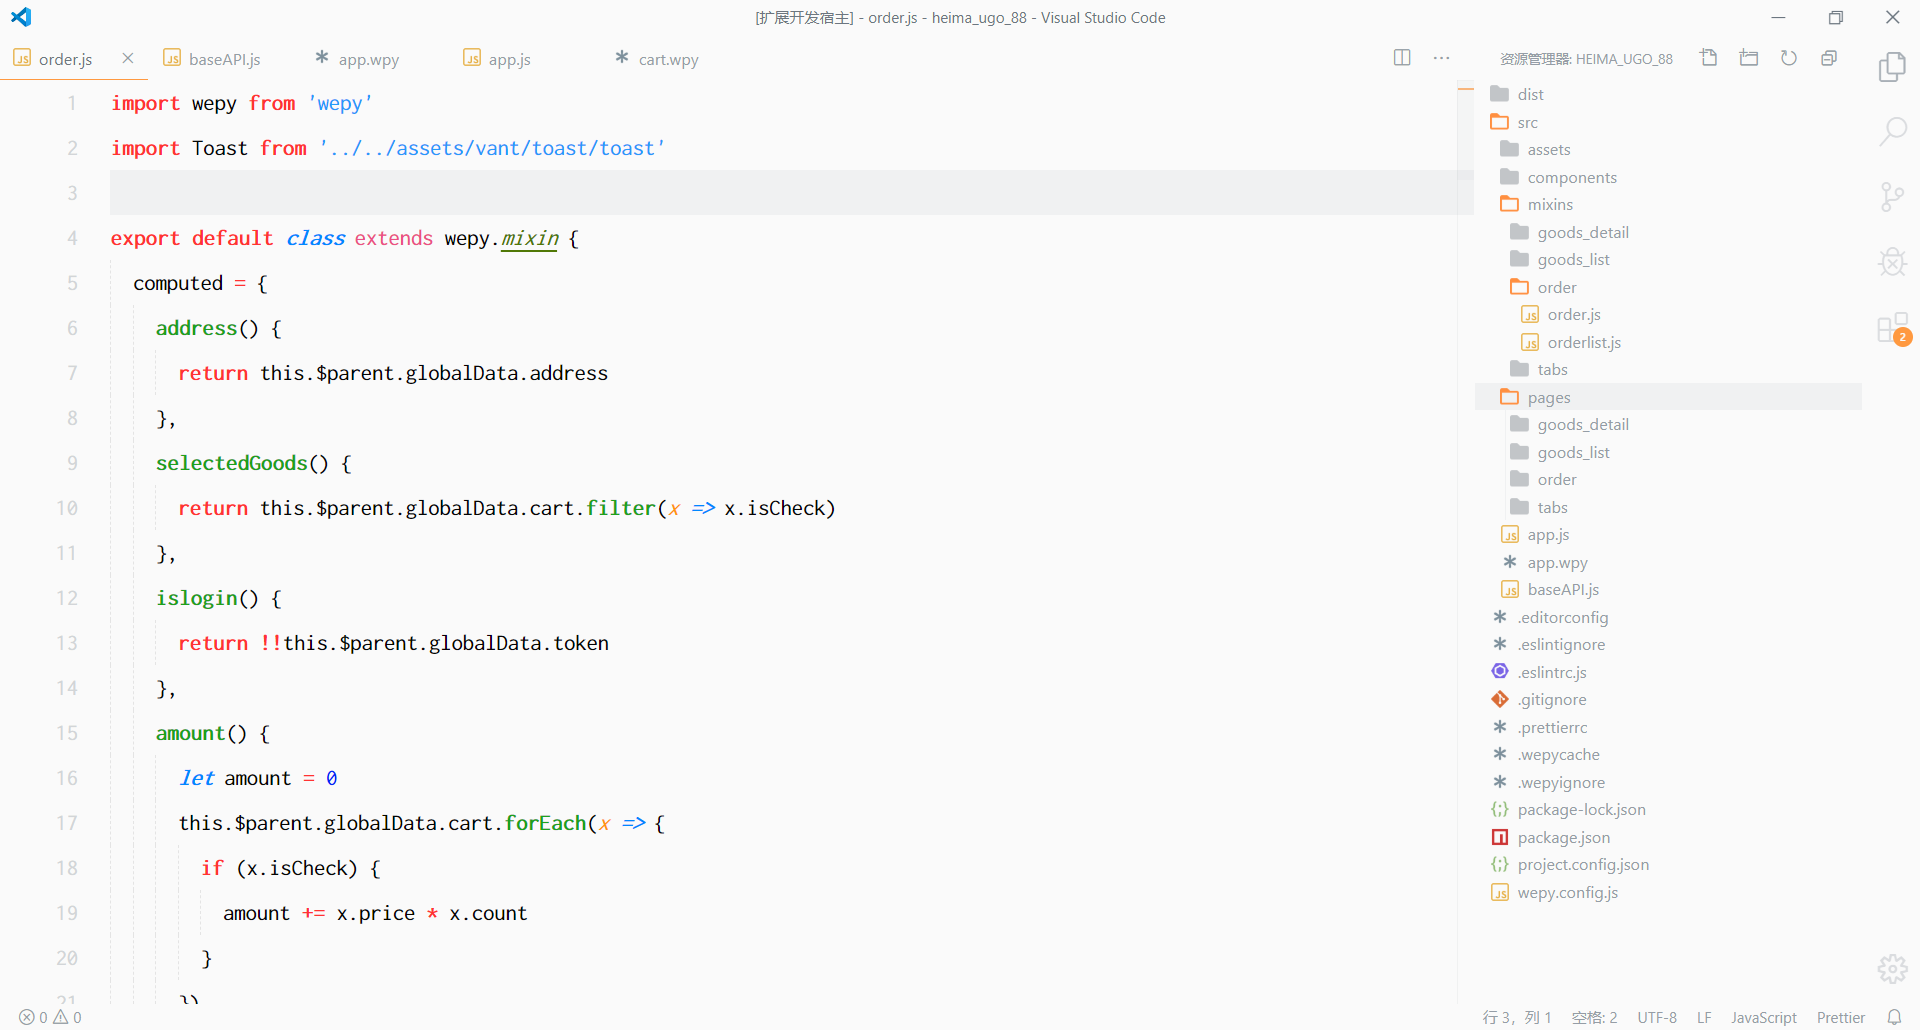 [扩展开发宿主] - order.js - heima_ugo_88 - Visual Studio Code
order.js baseAPI.js app.wpy app.js cart.wpy
1 import wepy from 'wepy'
2 import Toast from '../../assets/vant/toast/toast'
3
4 export default class extends wepy.mixin {
5 computed = {
6 address() {
7 return this.$parent.globalData.address
8 },
9 selectedGoods() {
10 return this.$parent.globalData.cart.filter(x => x.isCheck)
11 },
12 islogin() {
13 return !!this.$parent.globalData.token
14 },
15 amount() {
16 let amount = 0
17 this.$parent.globalData.cart.forEach(x => {
18 if (x.isCheck) {
19 amount += x.price * x.count
20 }
21 })
资源管理器: HEIMA_UGO_88
dist
src
assets
components
mixins
goods_detail
goods_list
order
JS order.js
JS orderlist.js
tabs
pages
goods_detail
goods_list
order
tabs
JS app.js
app.wpy
JS baseAPI.js
.editorconfig
.eslintignore
.eslintrc.js
.gitignore
.prettierrc
.wepycache
.wepyignore
package-lock.json
package.json
project.config.json
JS wepy.config.js
2
0 0
行 3，列 1 空格: 2 UTF-8 LF JavaScript Prettier